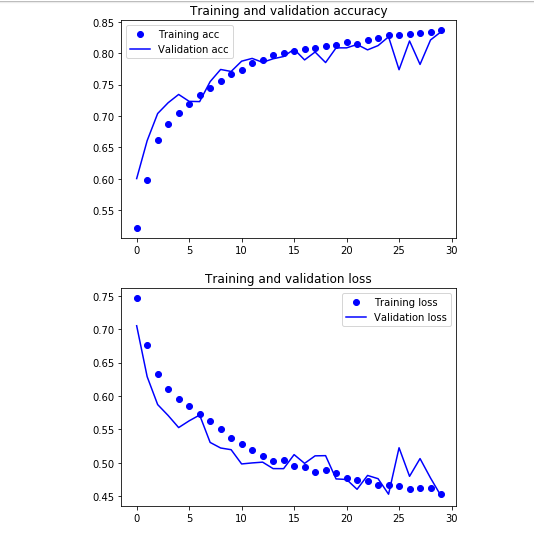 Training and validation accuracy
0.85
0.80
0.75
0.70
0.65
0.60
0.55
Training acc
Validation acc
0 5 10 15 20 25 30
Training and validation loss
0.75
0.70
0.65
0.60
0.55
0.50
0.45
Training loss
Validation loss
0 5 10 15 20 25 30